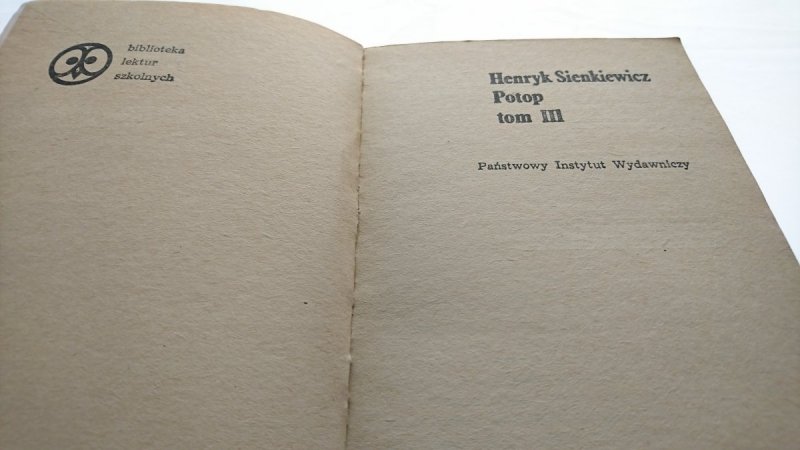 biblioteka
lektur
szkolnych
Henryk Sienkiewicz
Potop
tom III
Państwowy Instytut Wydawniczy